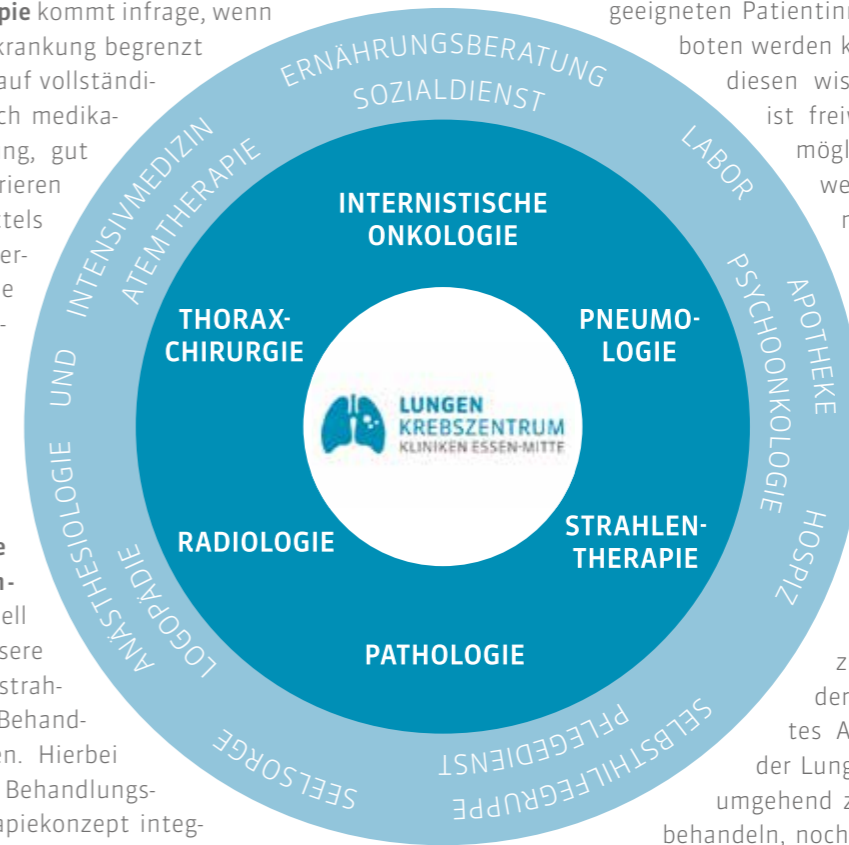 pie kommt infrage, wenn
krankung begrenzt
auf vollständi-
ch medika-
ng, gut
rieren
ttels
er-
e
-
e
n-
ell
sere
strah-
Behand-
en. Hierbei
Behandlungs-
apiekonzept integ-
ERNÄHRUNGSBERATUNG
SOZIALDIENST
LABOR
APOTHEKE
PSYCHOONKOLOGIE
HOSPIZ
SELBSTHILFEGRUPPE
PFLEGEDIENST
SEELSORGE
LOGOPÄDIE
ANÄSTHESIOLOGIE UND INTENSIVMEDIZIN
ATEMTHERAPIE
INTERNISTISCHE
ONKOLOGIE
THORAX-
CHIRURGIE
PNEUMO-
LOGIE
LUNGEN
KREBSZENTRUM
KLINIKEN ESSEN-MITTE
RADIOLOGIE
STRAHLEN-
THERAPIE
PATHOLOGIE
geeigneten Patientinn
boten werden k
diesen wis
ist freiw
mögl
we
n
z
der
tes A
der Lung
umgehend z
behandeln, noch